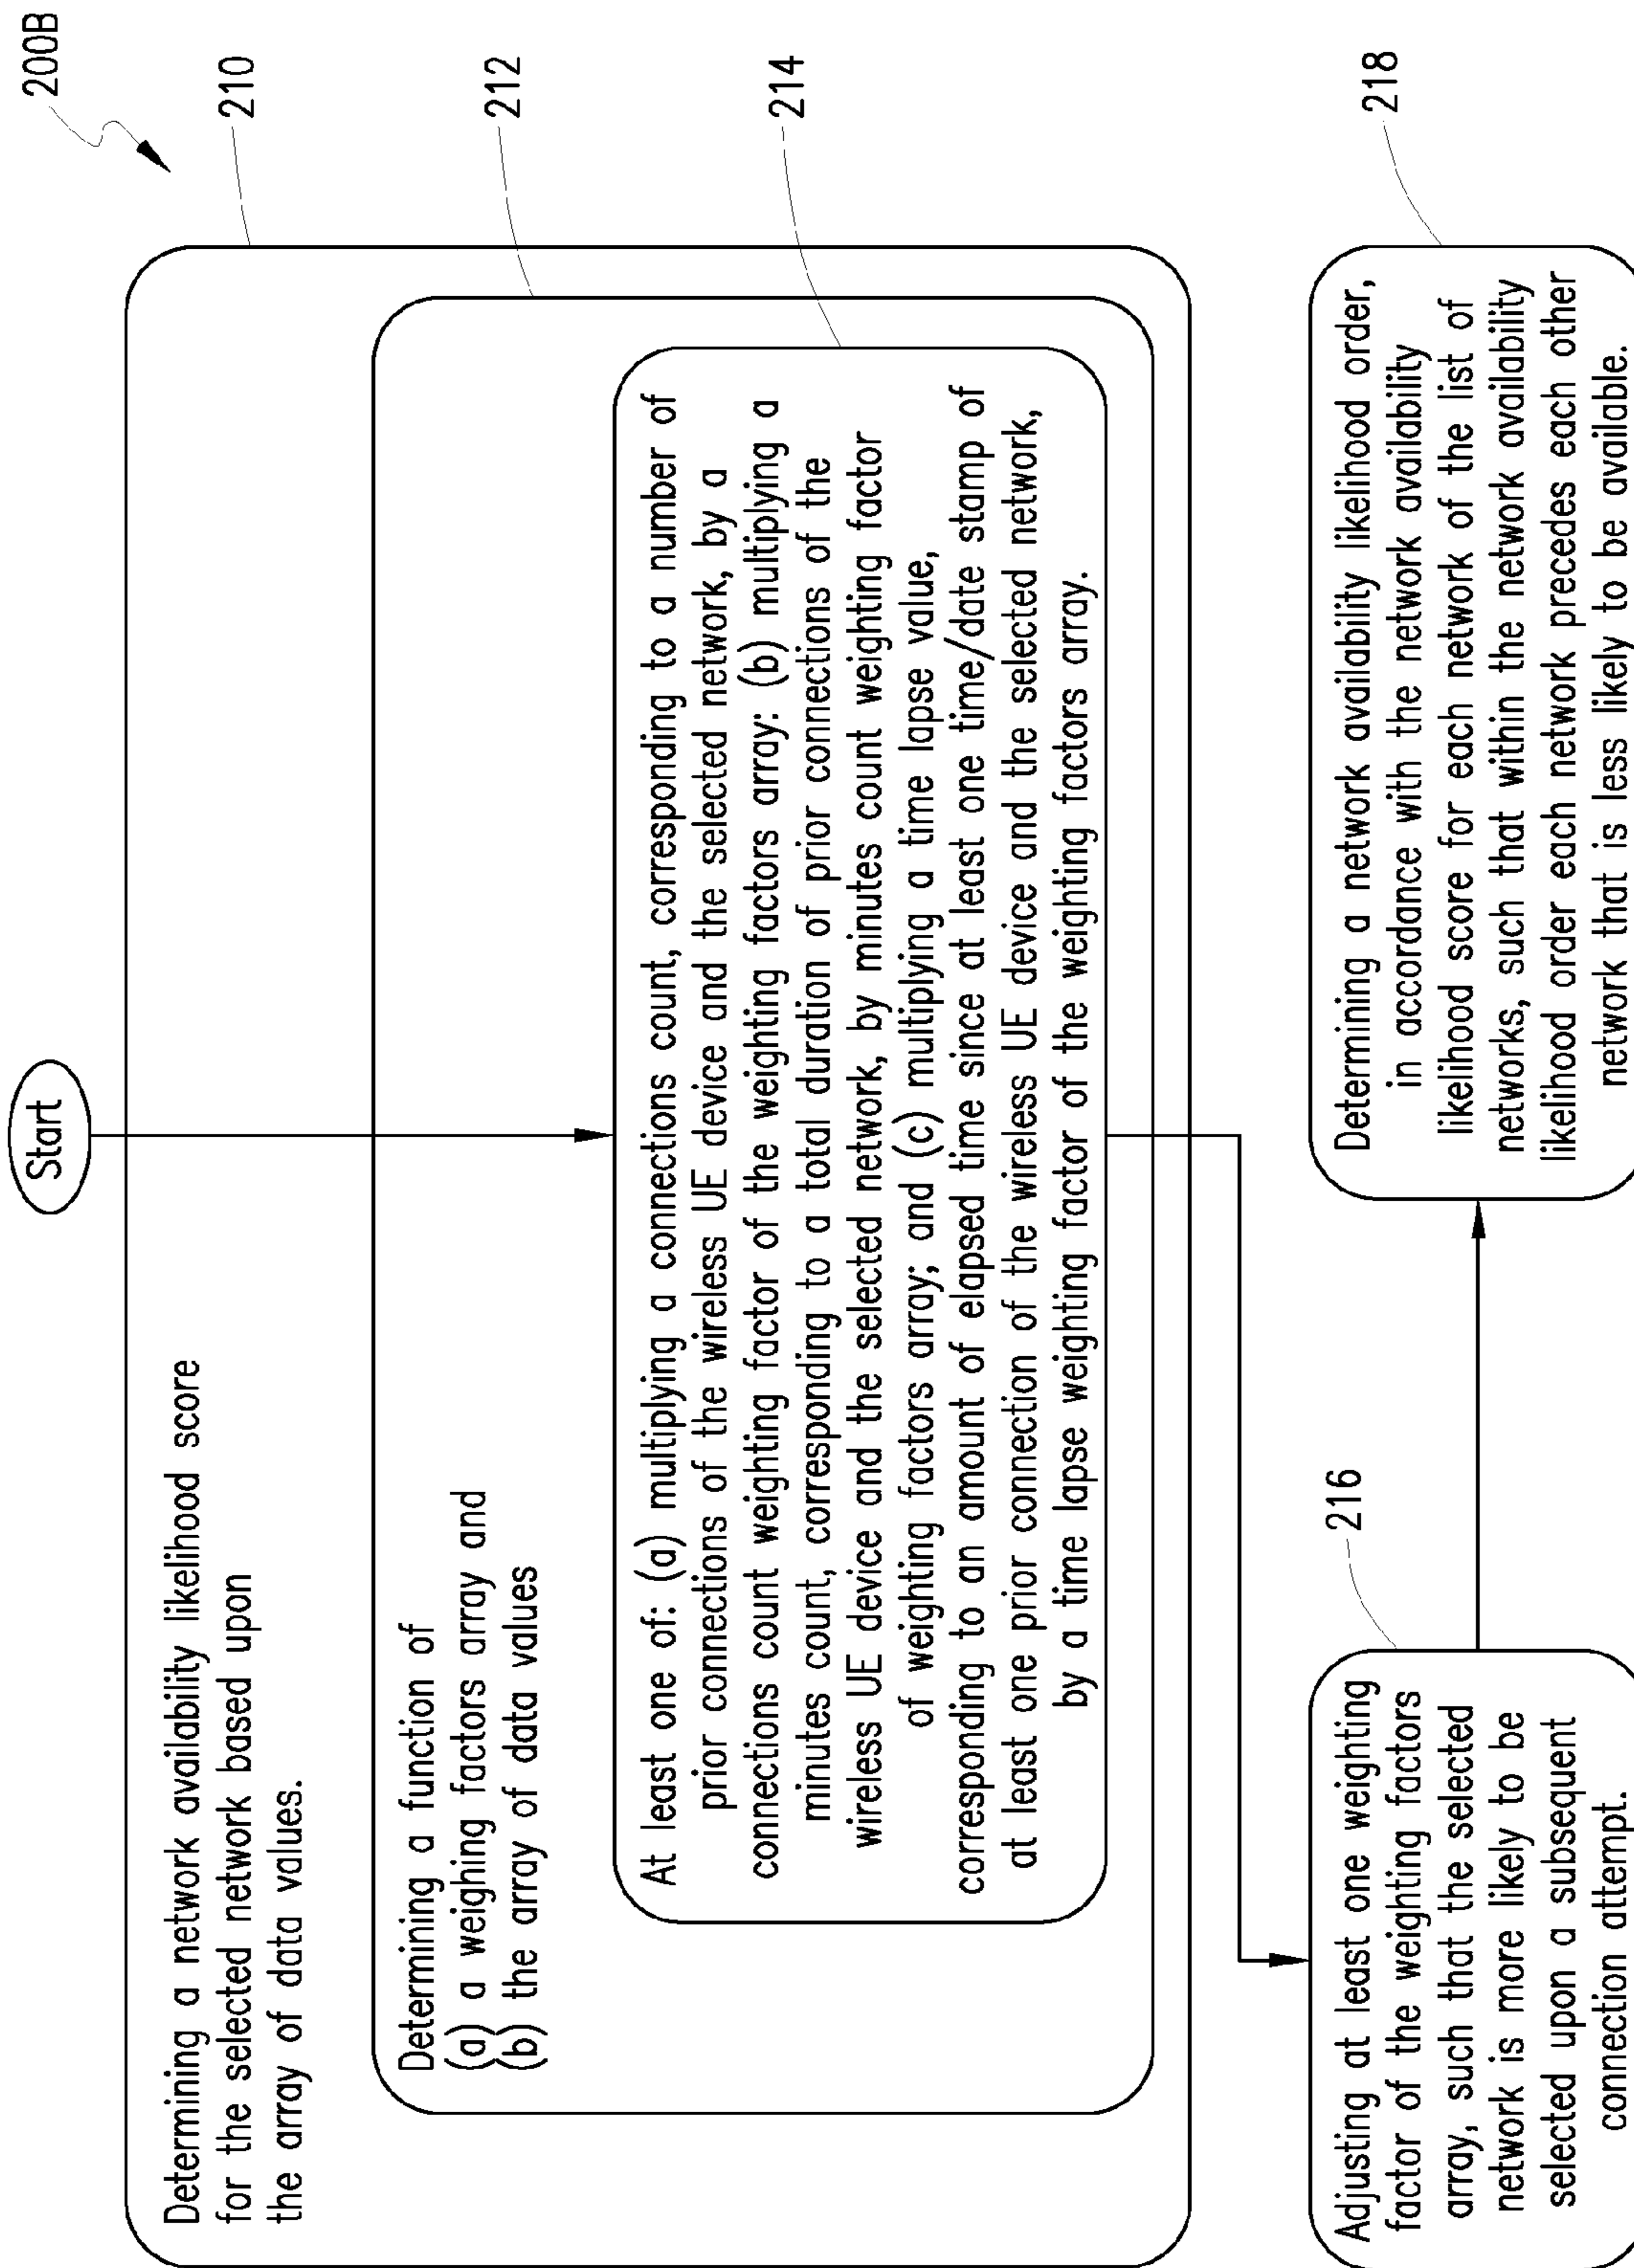 200B
Start
210
Determining a network availability likelihood score
for the selected network based upon
the array of data values.
212
Determining a function of
(a) a weighing factors array and
(b) the array of data values
214
At least one of: (a) multiplying a connections count, corresponding to a number of
prior connections of the wireless UE device and the selected network, by a
connections count weighting factor of the weighting factors array: (b) multiplying a
minutes count, corresponding to a total duration of prior connections of the
wireless UE device and the selected network, by minutes count weighting factor
of weighting factors array; and (c) multiplying a time lapse value,
corresponding to an amount of elapsed time since at least one time/date stamp of
at least one prior connection of the wireless UE device and the selected network,
by a time lapse weighting factor of the weighting factors array.
216
Adjusting at least one weighting
factor of the weighting factors
array, such that the selected
network is more likely to be
selected upon a subsequent
connection attempt.
218
Determining a network availability likelihood order,
in accordance with the network availability
likelihood score for each network of the list of
networks, such that within the network availability
likelihood order each network precedes each other
network that is less likely to be available.